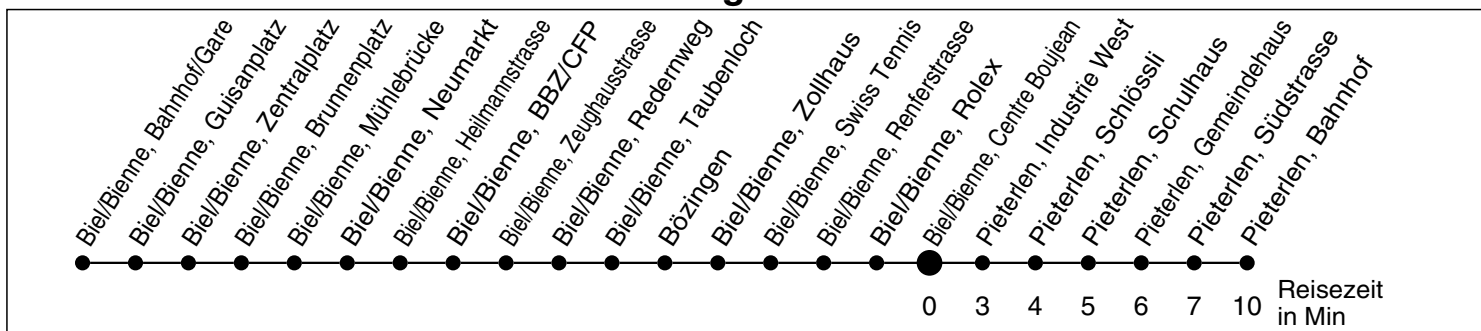 Biel/Bienne, Bahnhof/Gare
Biel/Bienne, Guisanplatz
Biel/Bienne, Zentralplatz
Biel/Bienne, Brunnenplatz
Biel/Bienne, Mühlebrücke
Biel/Bienne, Neumarkt
Biel/Bienne, Heilmannstrasse
Biel/Bienne, BBZ/CFP
Biel/Bienne, Zeughausstrasse
Biel/Bienne, Redernweg
Biel/Bienne, Taubenloch
Bözingen
Biel/Bienne, Zollhaus
Biel/Bienne, Swiss Tennis
Biel/Bienne, Renferstrasse
Biel/Bienne, Rolex
Biel/Bienne, Centre Boujean
Pieterlen, Industrie West
Pieterlen, Schlössli
Pieterlen, Schulhaus
Pieterlen, Gemeindehaus
Pieterlen, Südstrasse
Pieterlen, Bahnhof
0 3 4 5 6 7 10 Reisezeit
in Min